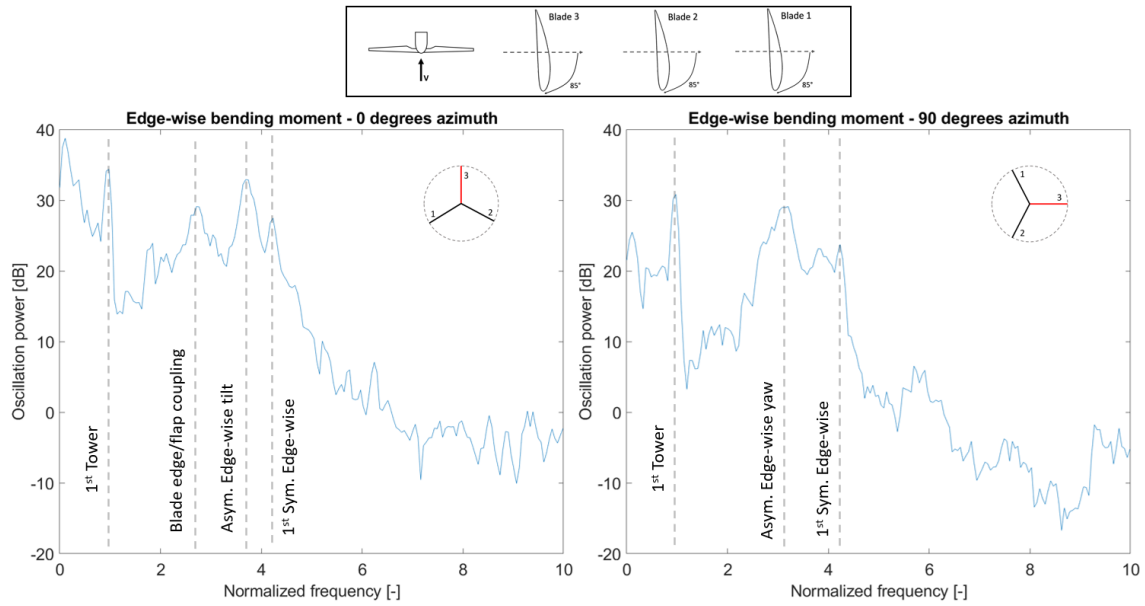 Blade 3
Blade 2
Blade 1
V
85°
85°
85°
Edge-wise bending moment - 0 degrees azimuth
Oscillation power [dB]
40
30
20
10
0
-10
-20
1st Tower
Blade edge/flap coupling
Asym. Edge-wise tilt
1st Sym. Edge-wise
3
1
2
0
2
4
6
8
10
Normalized frequency [-]
Edge-wise bending moment - 90 degrees azimuth
Oscillation power [dB]
40
30
20
10
0
-10
-20
1st Tower
Asym. Edge-wise yaw
1st Sym. Edge-wise
1
3
2
0
2
4
6
8
10
Normalized frequency [-]